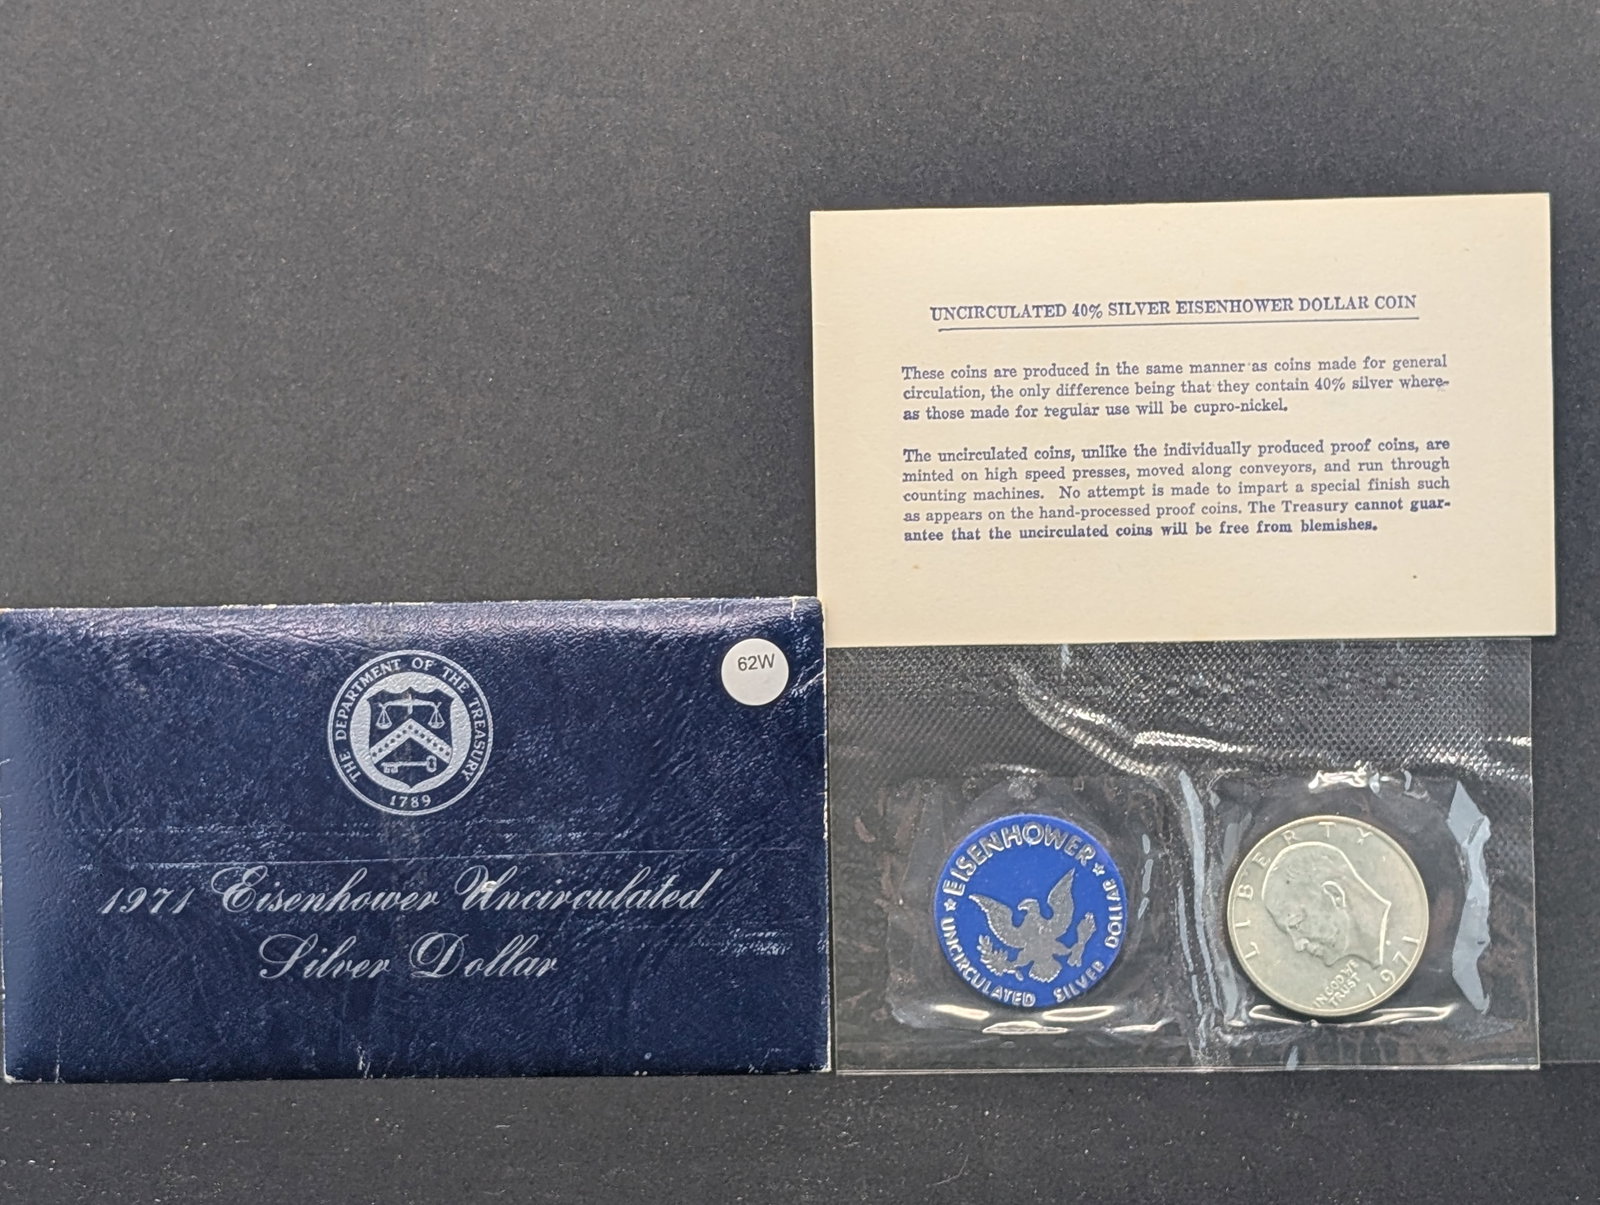 UNCIRCULATED 40% SILVER EISENHOWER DOLLAR COIN
These coins are produced in the same manner as coins made for general
circulation, the only difference being that they contain 40% silver where-
as those made for regular use will be cupro-nickel.
The uncirculated coins, unlike the individually produced proof coins, are
minted on high speed presses, moved along conveyors, and run through
counting machines. No attempt is made to impart a special finish such
as appears on the hand-processed proof coins. The Treasury cannot guar-
antee that the uncirculated coins will be free from blemishes.
62W
THE DEPARTMENT OF THE TREASURY
1789
1971 Eisenhower Uncirculated
Silver Dollar
EISENHOWER
UNCIRCULATED SILVER DOLLAR
LIBERTY
IN GOD WE
TRUST
1971